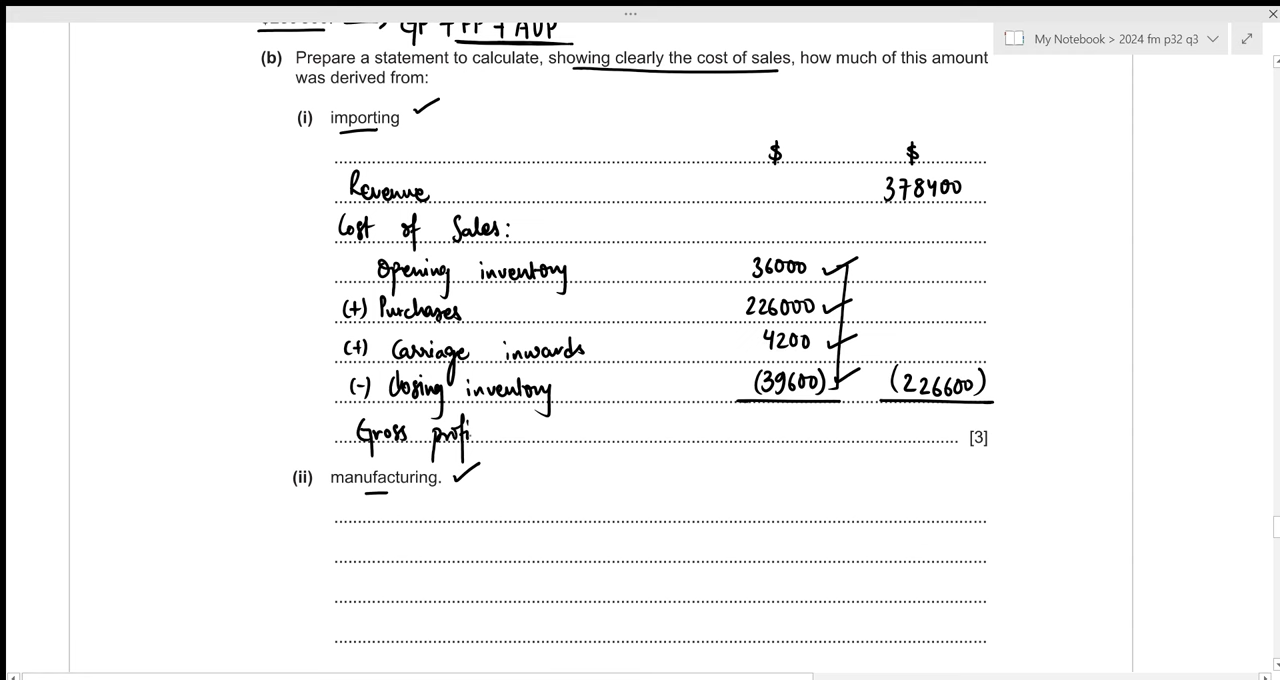 GP + PP + AUP
My Notebook > 2024 fm p32 q3
(b) Prepare a statement to calculate, showing clearly the cost of sales, how much of this amount
was derived from:
(i) importing
$ $
Revenue 378400
Cost of Sales:
Opening inventory 36000
(+) Purchases 226000
(+) Carriage inwards 4200
(-) Closing inventory (39600) (226600)
Gross profi [3]
(ii) manufacturing.